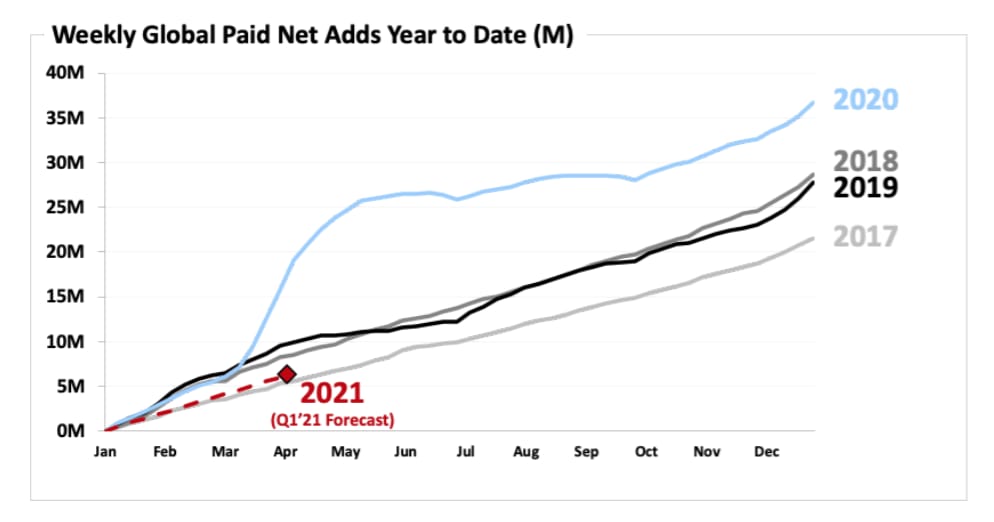 Weekly Global Paid Net Adds Year to Date (M)
40M
35M
30M
25M
20M
15M
10M
5M
0M
2020
2018
2019
2017
2021
(Q1'21 Forecast)
Jan Feb Mar Apr May Jun Jul Aug Sep Oct Nov Dec